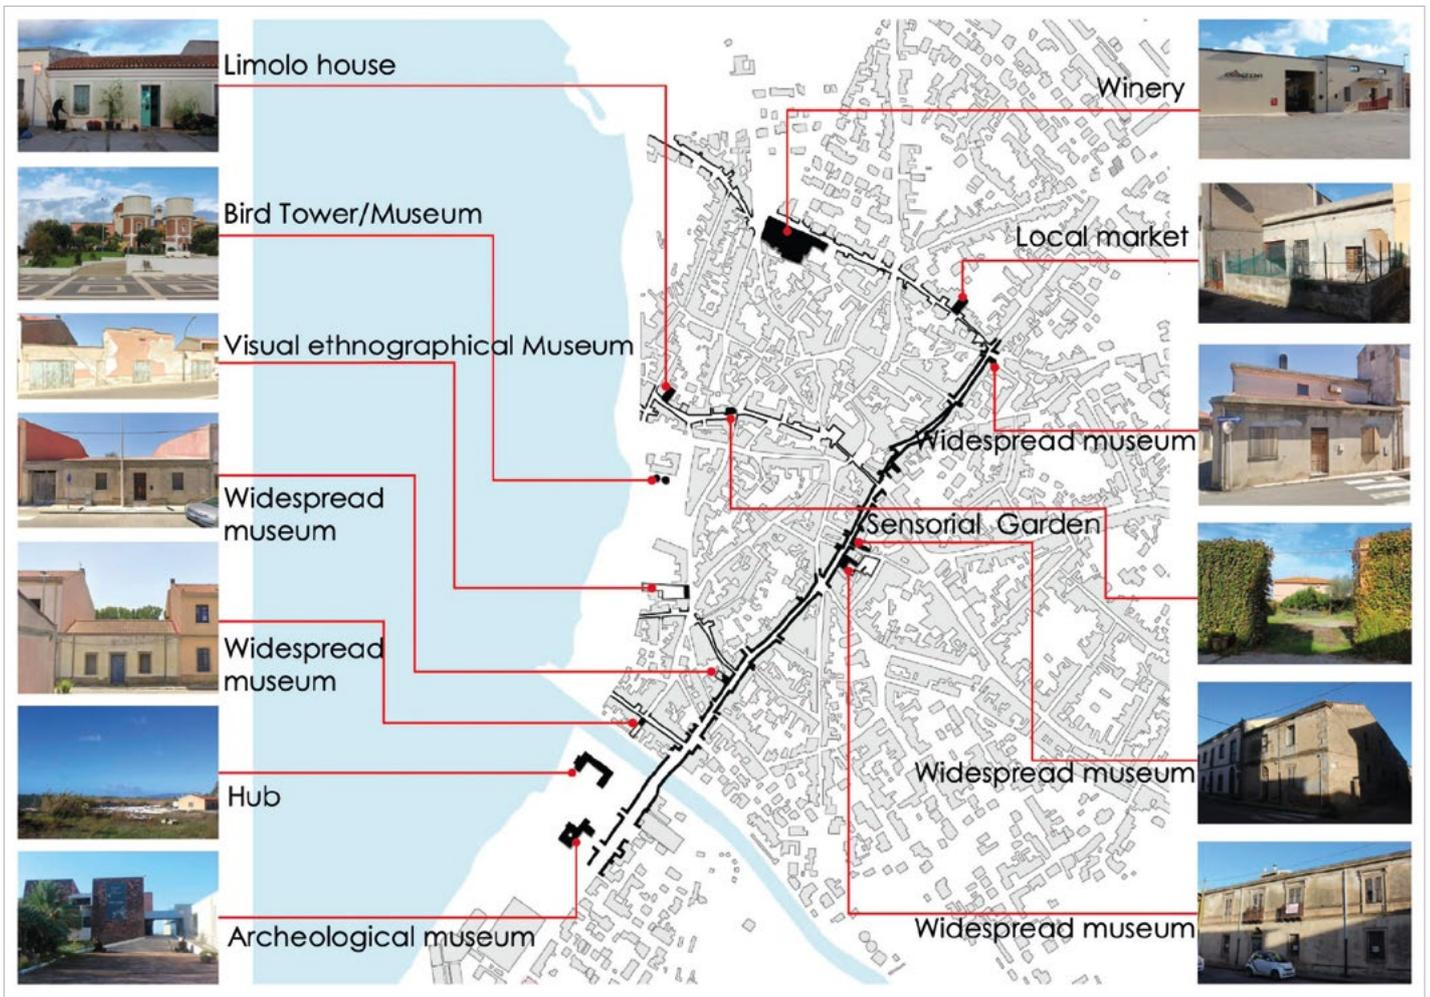 Limolo house
Bird Tower/Museum
Visual ethnographical Museum
Widespread
museum
Widespread
museum
Hub
Archeological museum
Winery
Local market
Widespread museum
Sensorial Garden
Widespread museum
Widespread museum